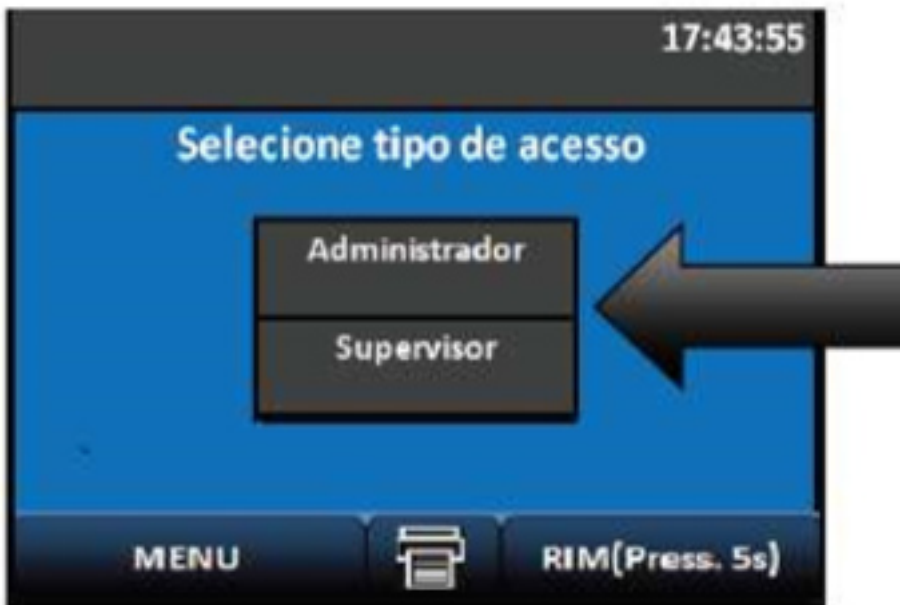 17:43:55
Selecione tipo de acesso
Administrador
Supervisor
MENU
RIM(Press. 5s)